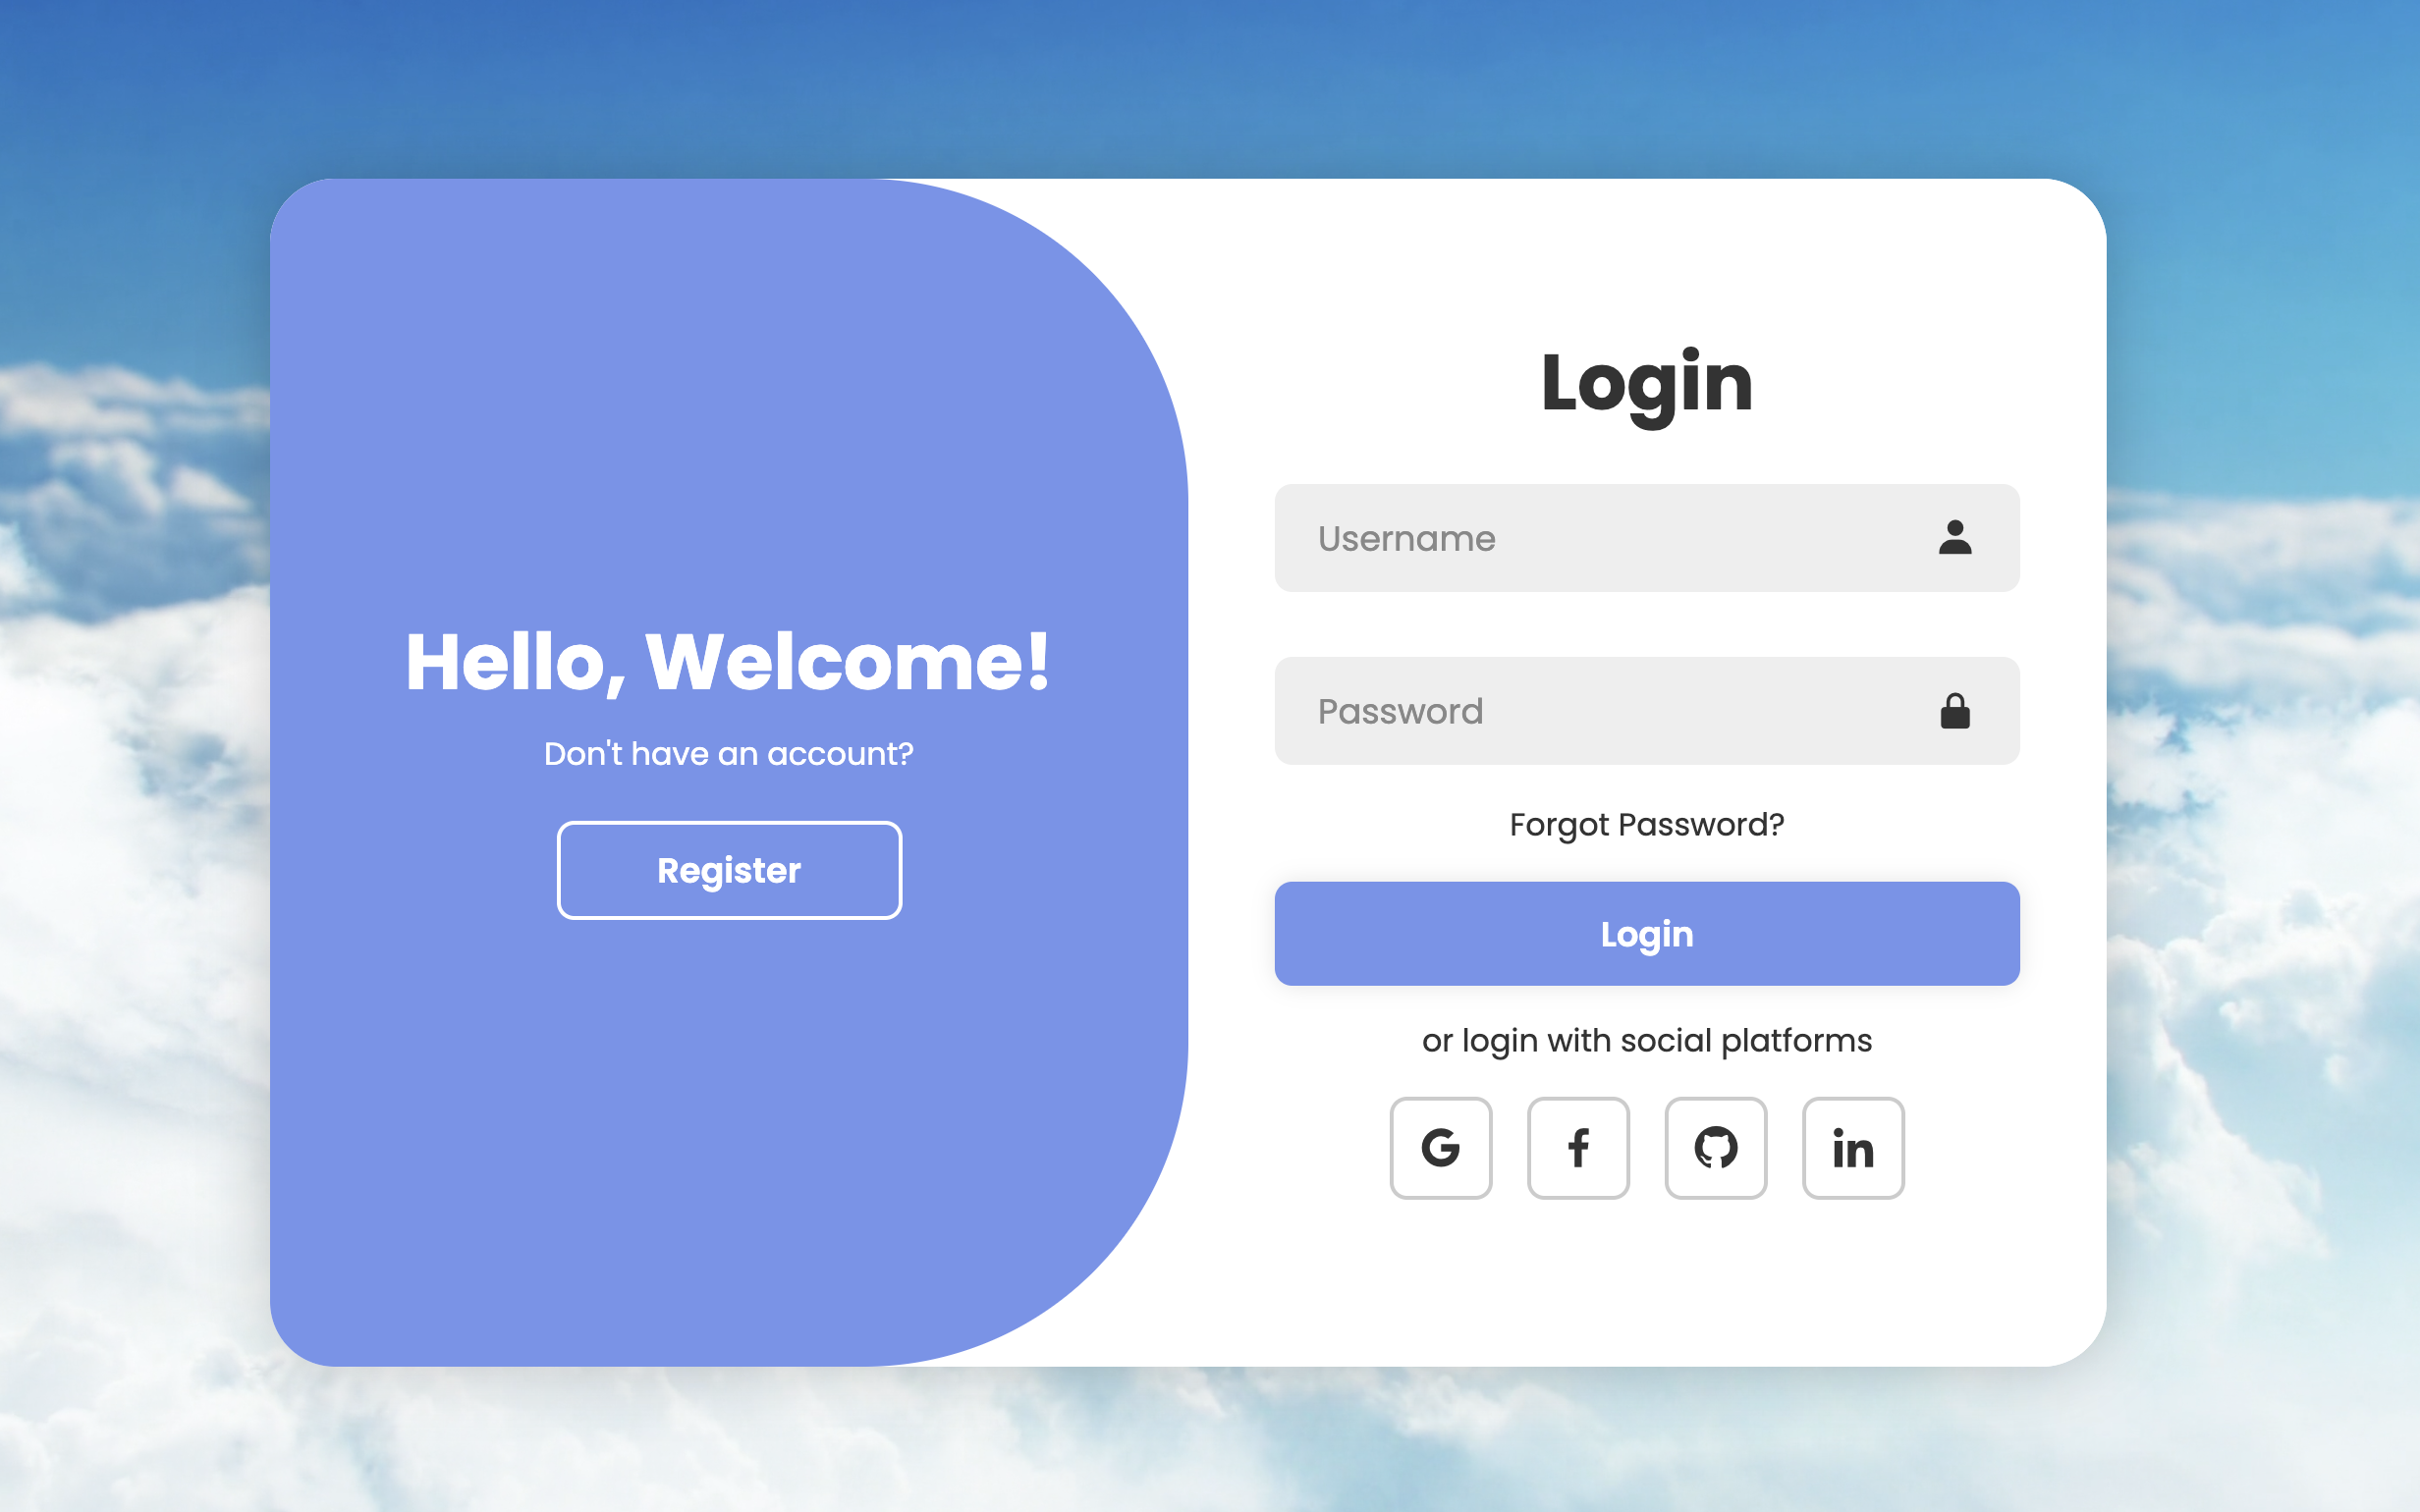 Hello, Welcome!
Don't have an account?
Register
Login
Username
Password
Forgot Password?
Login
or login with social platforms